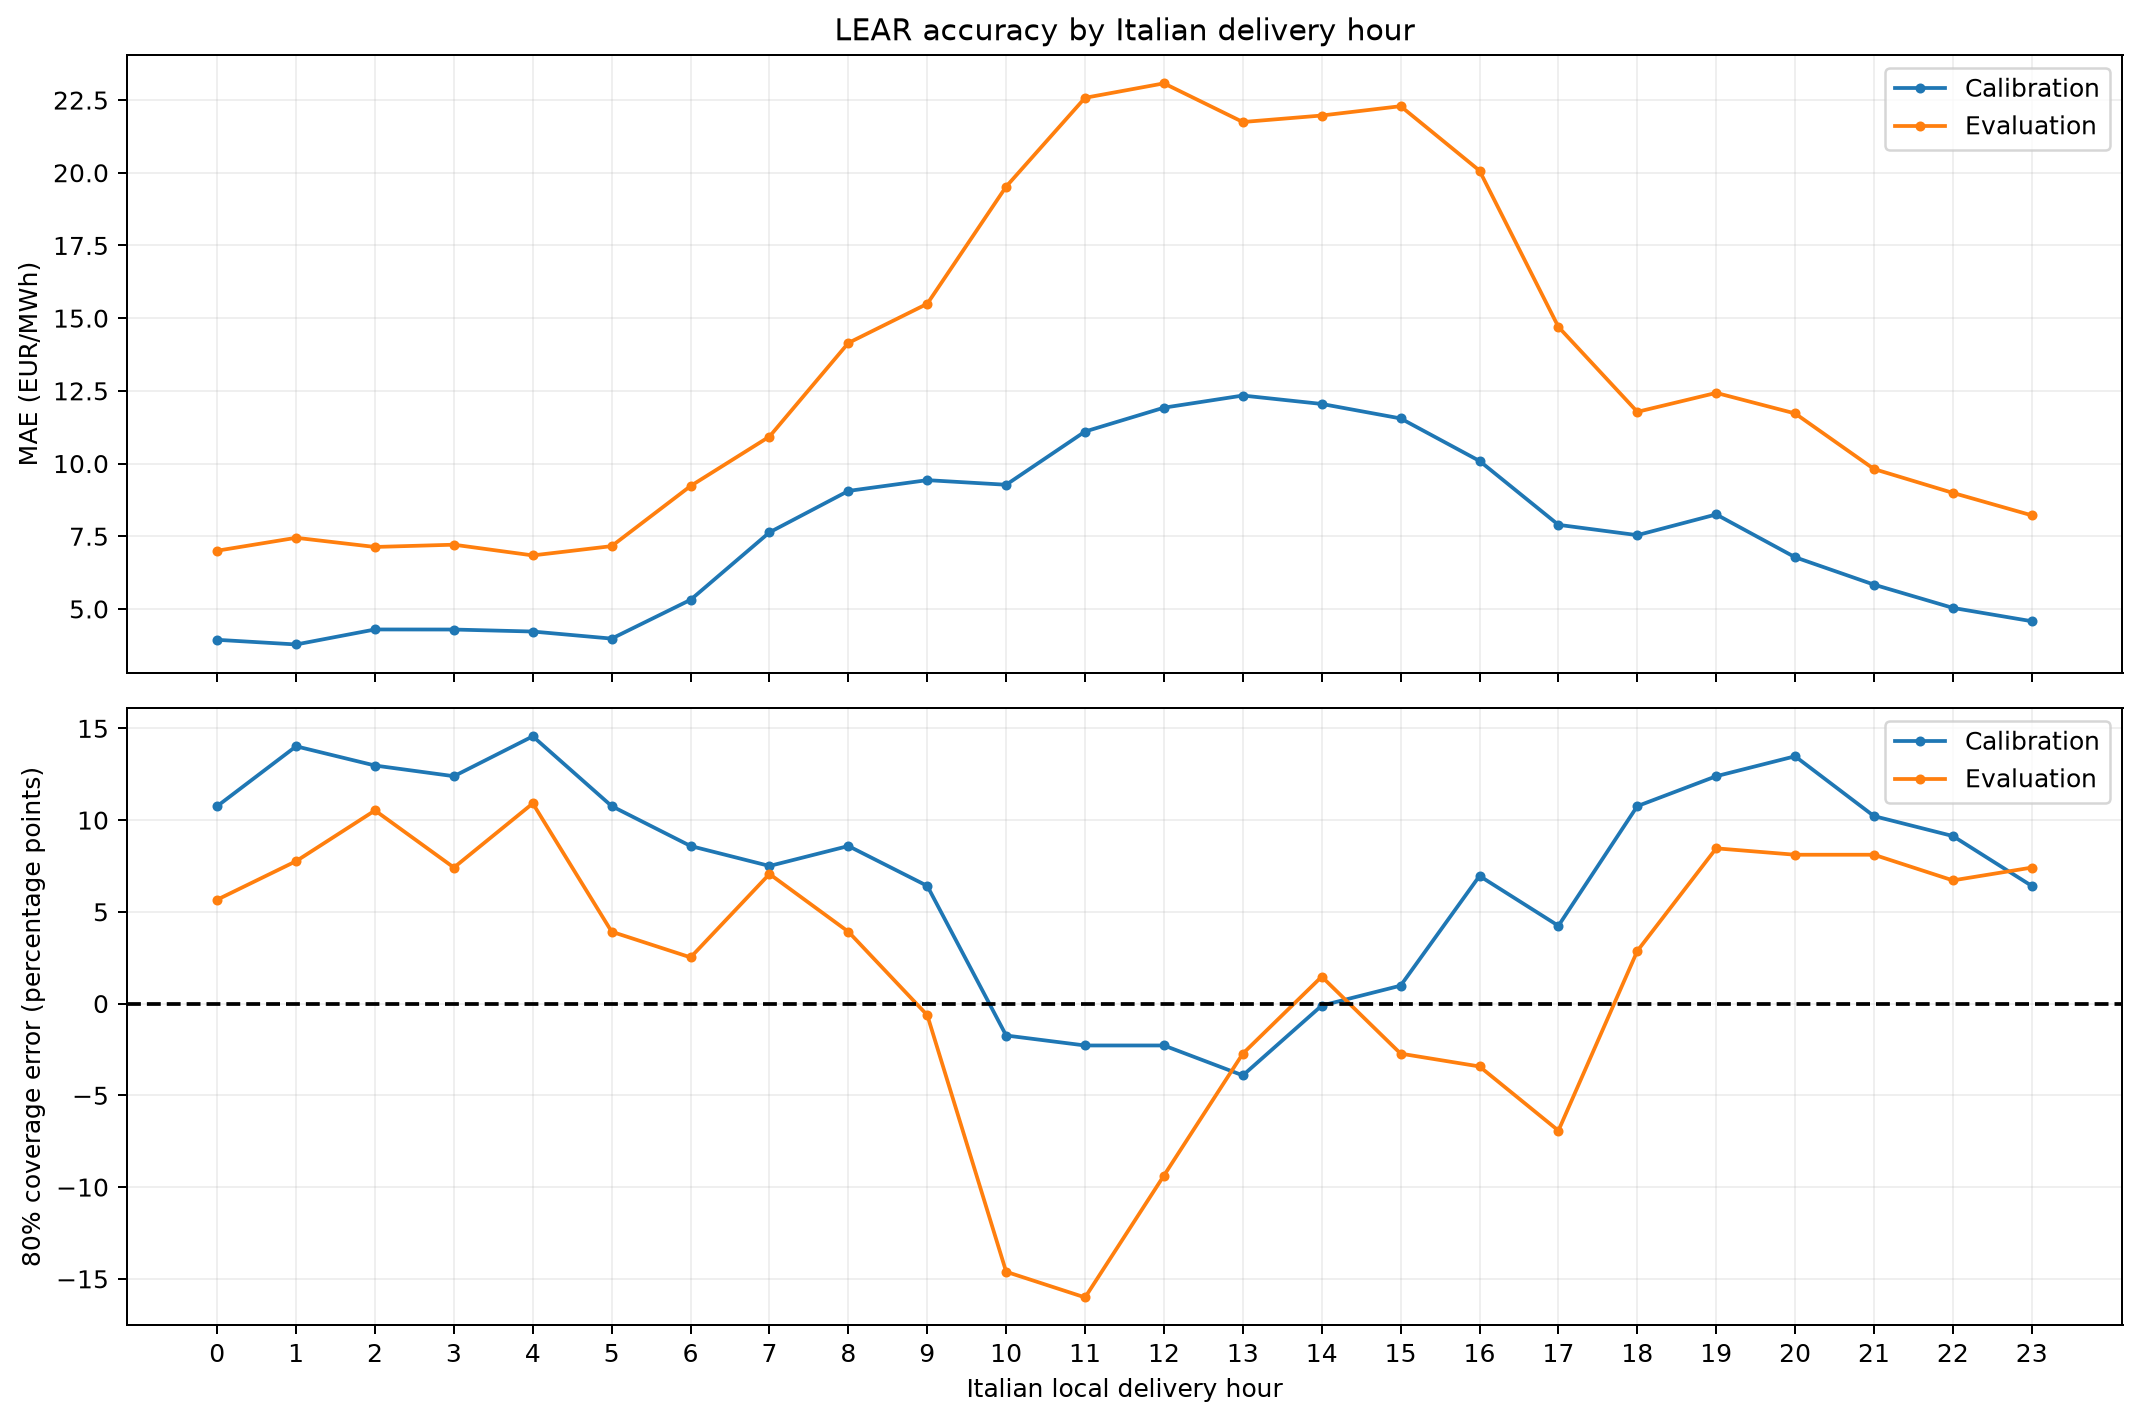 LEAR accuracy by Italian delivery hour
MAE (EUR/MWh)
22.5
20.0
17.5
15.0
12.5
10.0
7.5
5.0
Calibration
Evaluation
80% coverage error (percentage points)
15
10
5
0
−5
−10
−15
Calibration
Evaluation
0 1 2 3 4 5 6 7 8 9 10 11 12 13 14 15 16 17 18 19 20 21 22 23
Italian local delivery hour